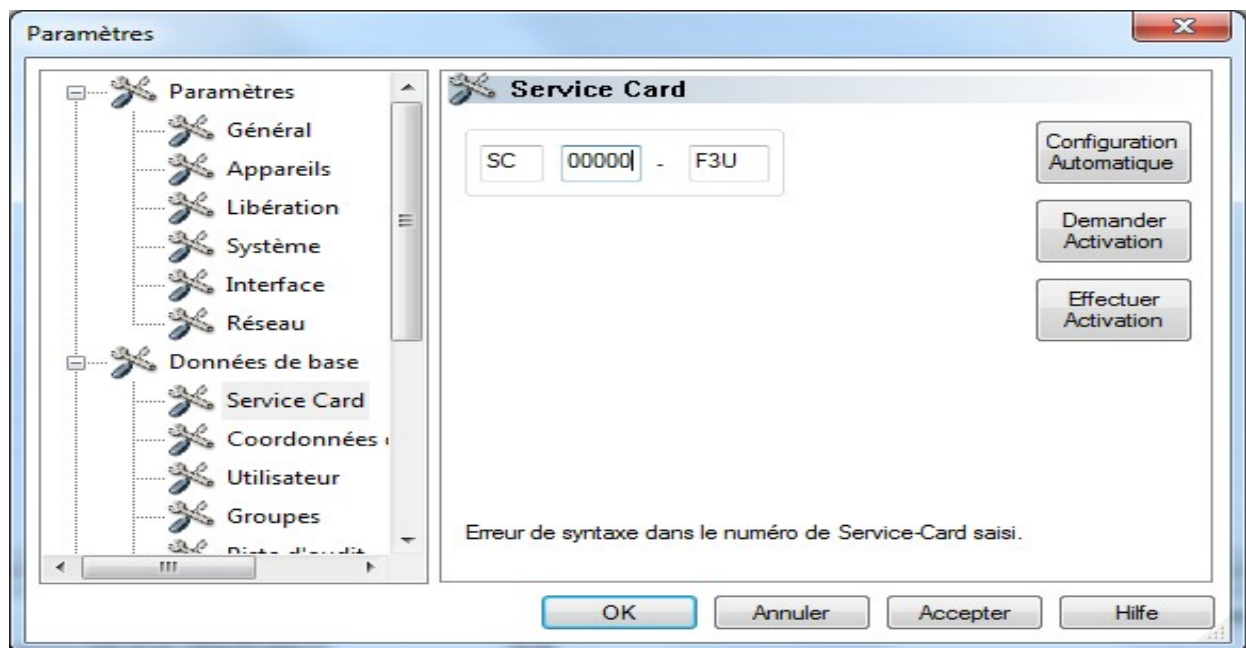 Paramètres
Paramètres
Général
Appareils
Libération
Système
Interface
Réseau
Données de base
Service Card
Coordonnées
Utilisateur
Groupes
Service Card
SC 00000 - F3U
Configuration
Automatique
Demander
Activation
Effectuer
Activation
Erreur de syntaxe dans le numéro de Service-Card saisi.
OK Annuler Accepter Hilfe